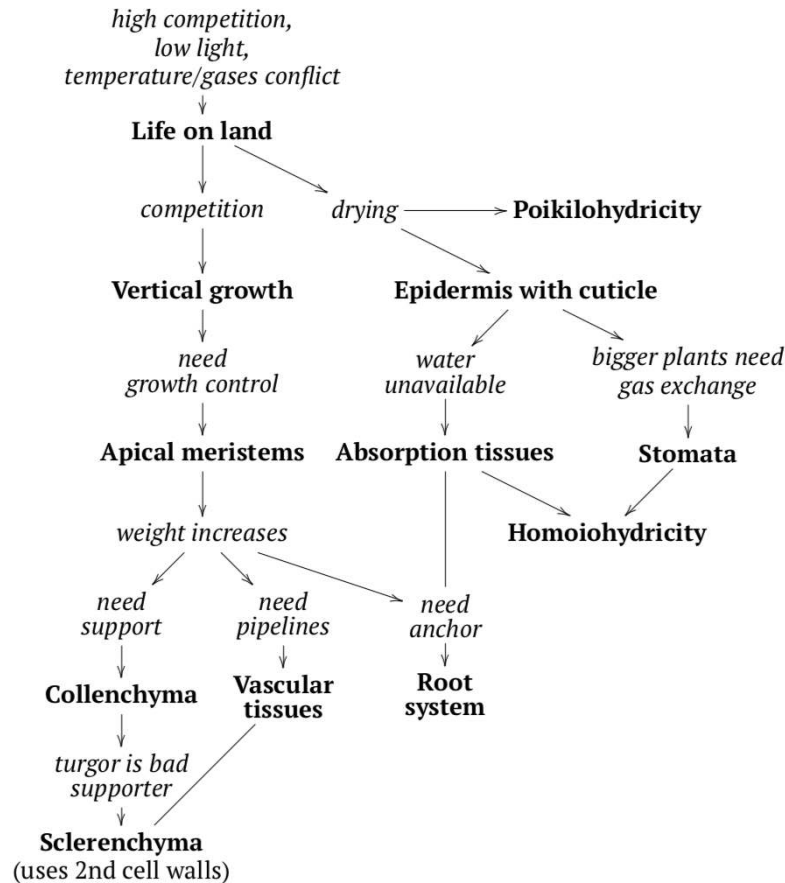 high competition,
low light,
temperature/gases conflict
Life on land
competition
drying
Poikilohydricity
Vertical growth
Epidermis with cuticle
need
growth control
water
unavailable
bigger plants need
gas exchange
Apical meristems
Absorption tissues
Stomata
weight increases
Homoiohydricity
need
support
need
pipelines
need
anchor
Collenchyma
Vascular
tissues
Root
system
turgor is bad
supporter
Sclerenchyma
(uses 2nd cell walls)